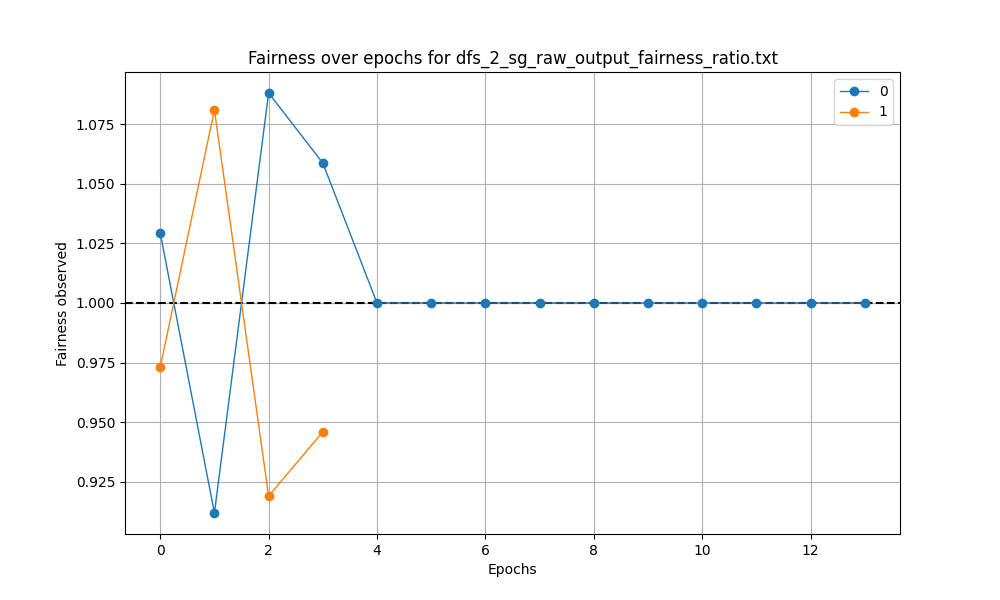 Fairness over epochs for dfs_2_sg_raw_output_fairness_ratio.txt
0
1
1.075
1.050
1.025
1.000
0.975
0.950
0.925
Fairness observed
0 2 4 6 8 10 12
Epochs